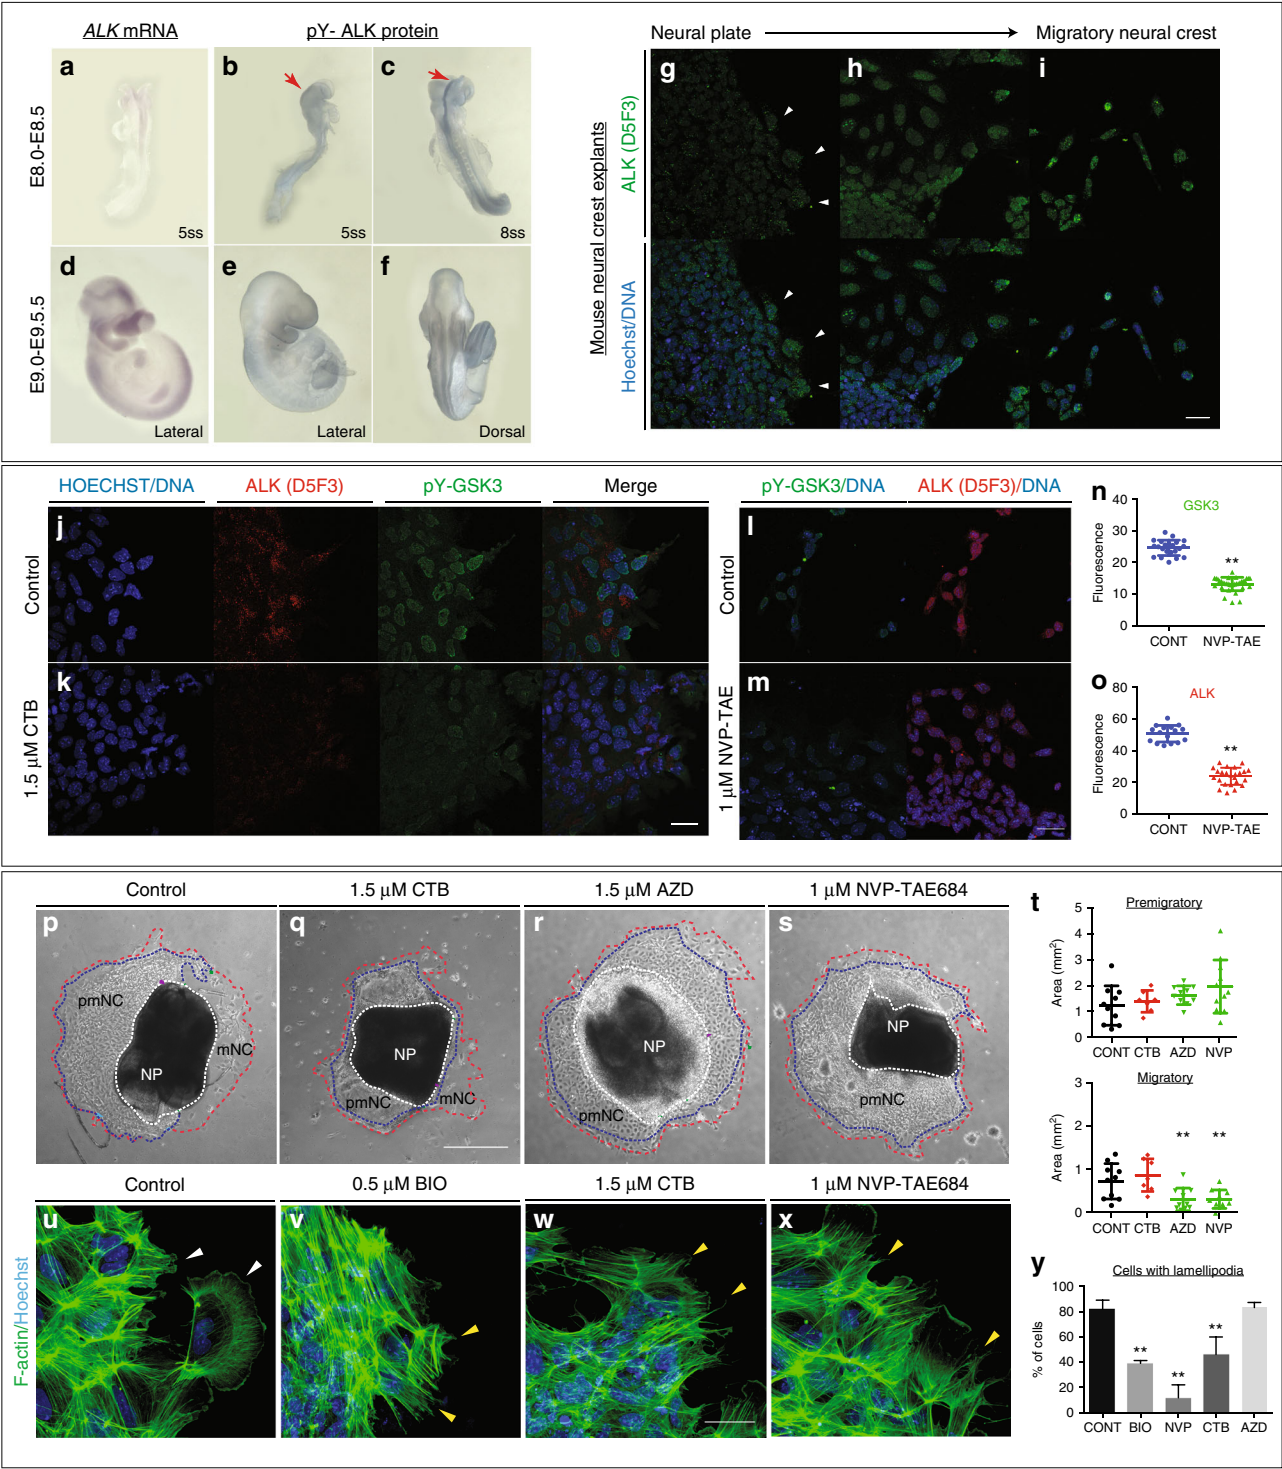 ALK mRNA
pY- ALK protein
E8.0-E8.5
a
5ss
b
5ss
c
8ss
E9.0-E9.5.5
d
Lateral
e
Lateral
f
Dorsal
Neural plate
Migratory neural crest
Mouse neural crest explants
ALK (D5F3)
Hoechst/DNA
g
h
i
HOECHST/DNA
ALK (D5F3)
pY-GSK3
Merge
Control
j
1.5 μM CTB
k
pY-GSK3/DNA
ALK (D5F3)/DNA
Control
l
1 μM NVP-TAE
m
n
GSK3
Fluorescence
40
30
20
10
0
**
CONT
NVP-TAE
o
ALK
Fluorescence
80
60
40
20
0
**
CONT
NVP-TAE
Control
1.5 μM CTB
1.5 μM AZD
1 μM NVP-TAE684
p
pmNC
mNC
NP
q
NP
pmNC
mNC
r
NP
pmNC
s
NP
pmNC
t
Premigratory
Area (mm²)
5
4
3
2
1
0
CONT CTB AZD NVP
Migratory
Area (mm²)
3
2
1
0
** **
CONT CTB AZD NVP
Control
0.5 μM BIO
1.5 μM CTB
1 μM NVP-TAE684
F-actin/Hoechst
u
v
w
x
y
Cells with lamellipodia
% of cells
100
80
60
40
20
0
** ** **
CONT BIO NVP CTB AZD